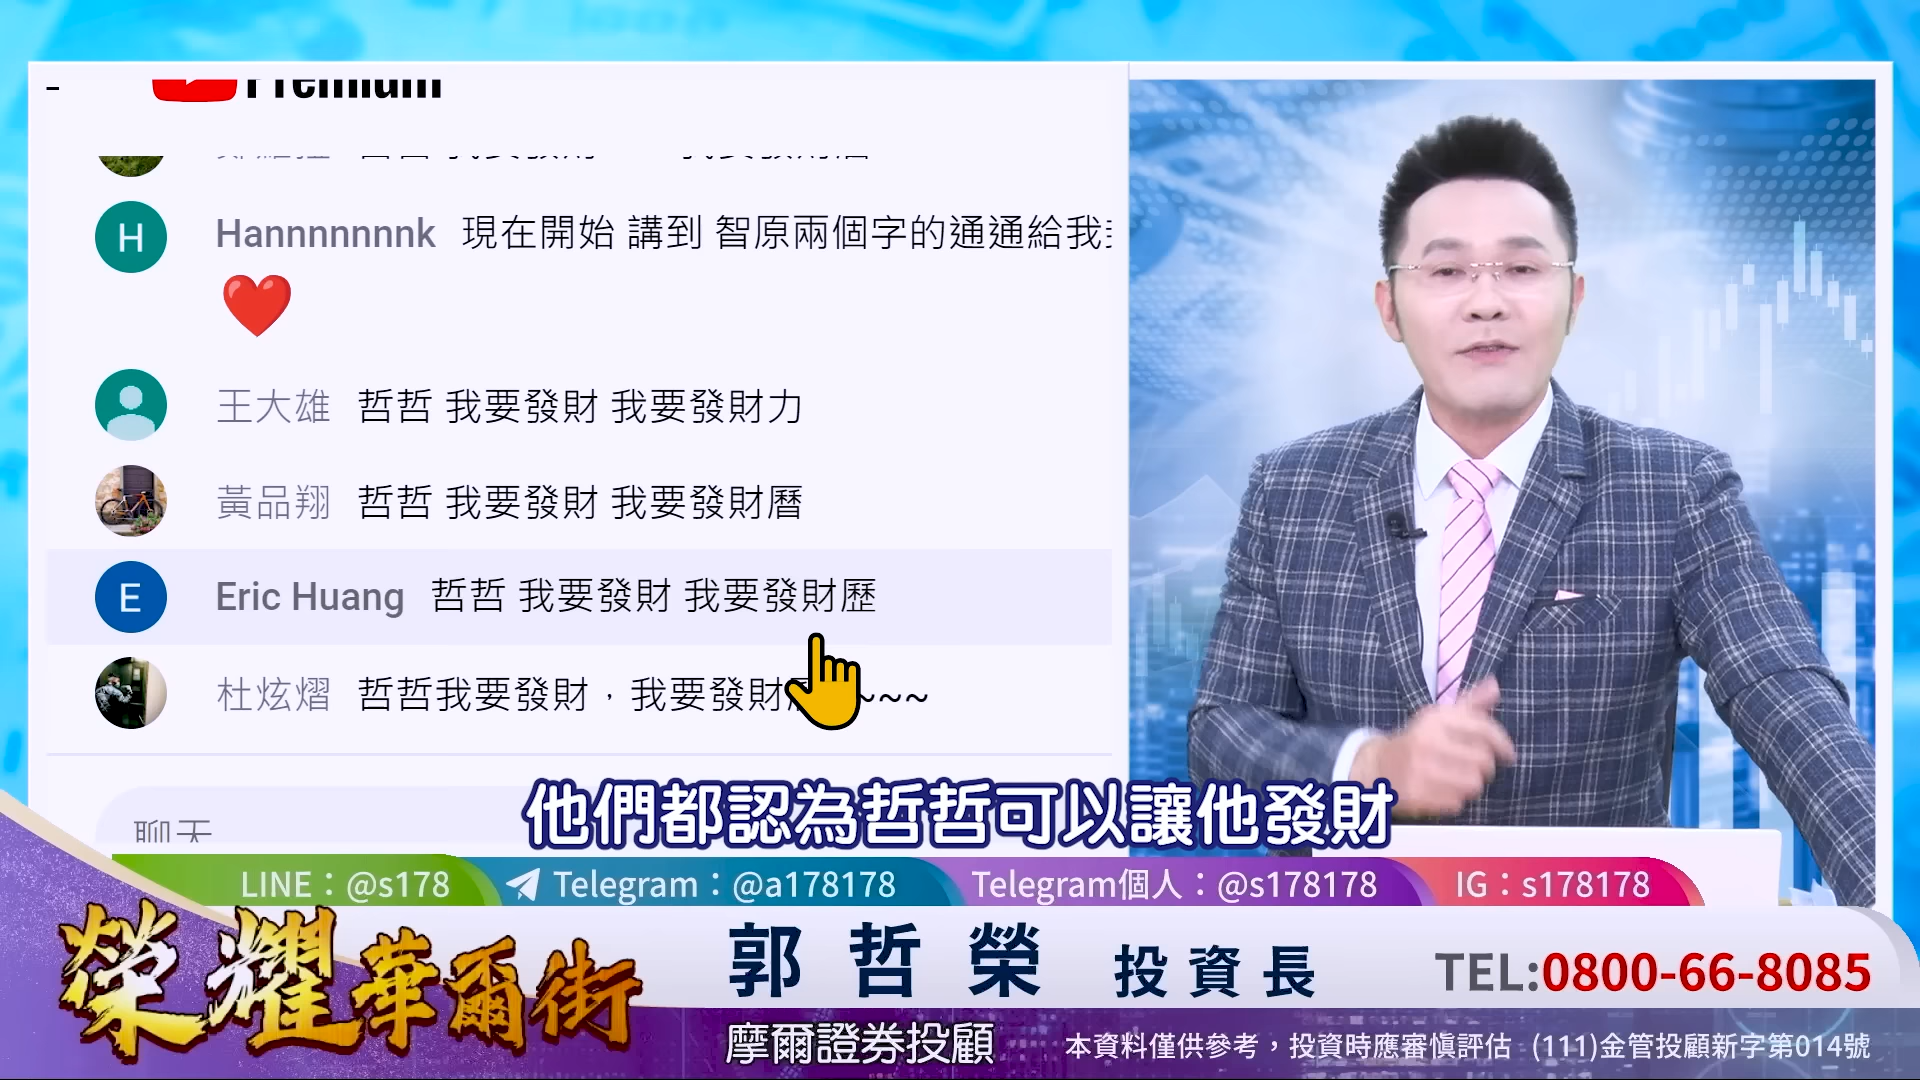 Premium
H Hannnnnnnk 現在開始 講到 智原兩個字的通通給我
王大雄 哲哲 我要發財 我要發財力
黃品翔 哲哲 我要發財 我要發財曆
E Eric Huang 哲哲 我要發財 我要發財歷
杜炫熠 哲哲我要發財，我要發財~~~
聊天
他們都認為哲哲可以讓他發財
LINE：@s178 Telegram：@a178178 Telegram個人：@s178178 IG：s178178
榮耀華爾街
郭哲榮 投資長 TEL:0800-66-8085
摩爾證券投顧 本資料僅供參考，投資時應審慎評估 (111)金管投顧新字第014號